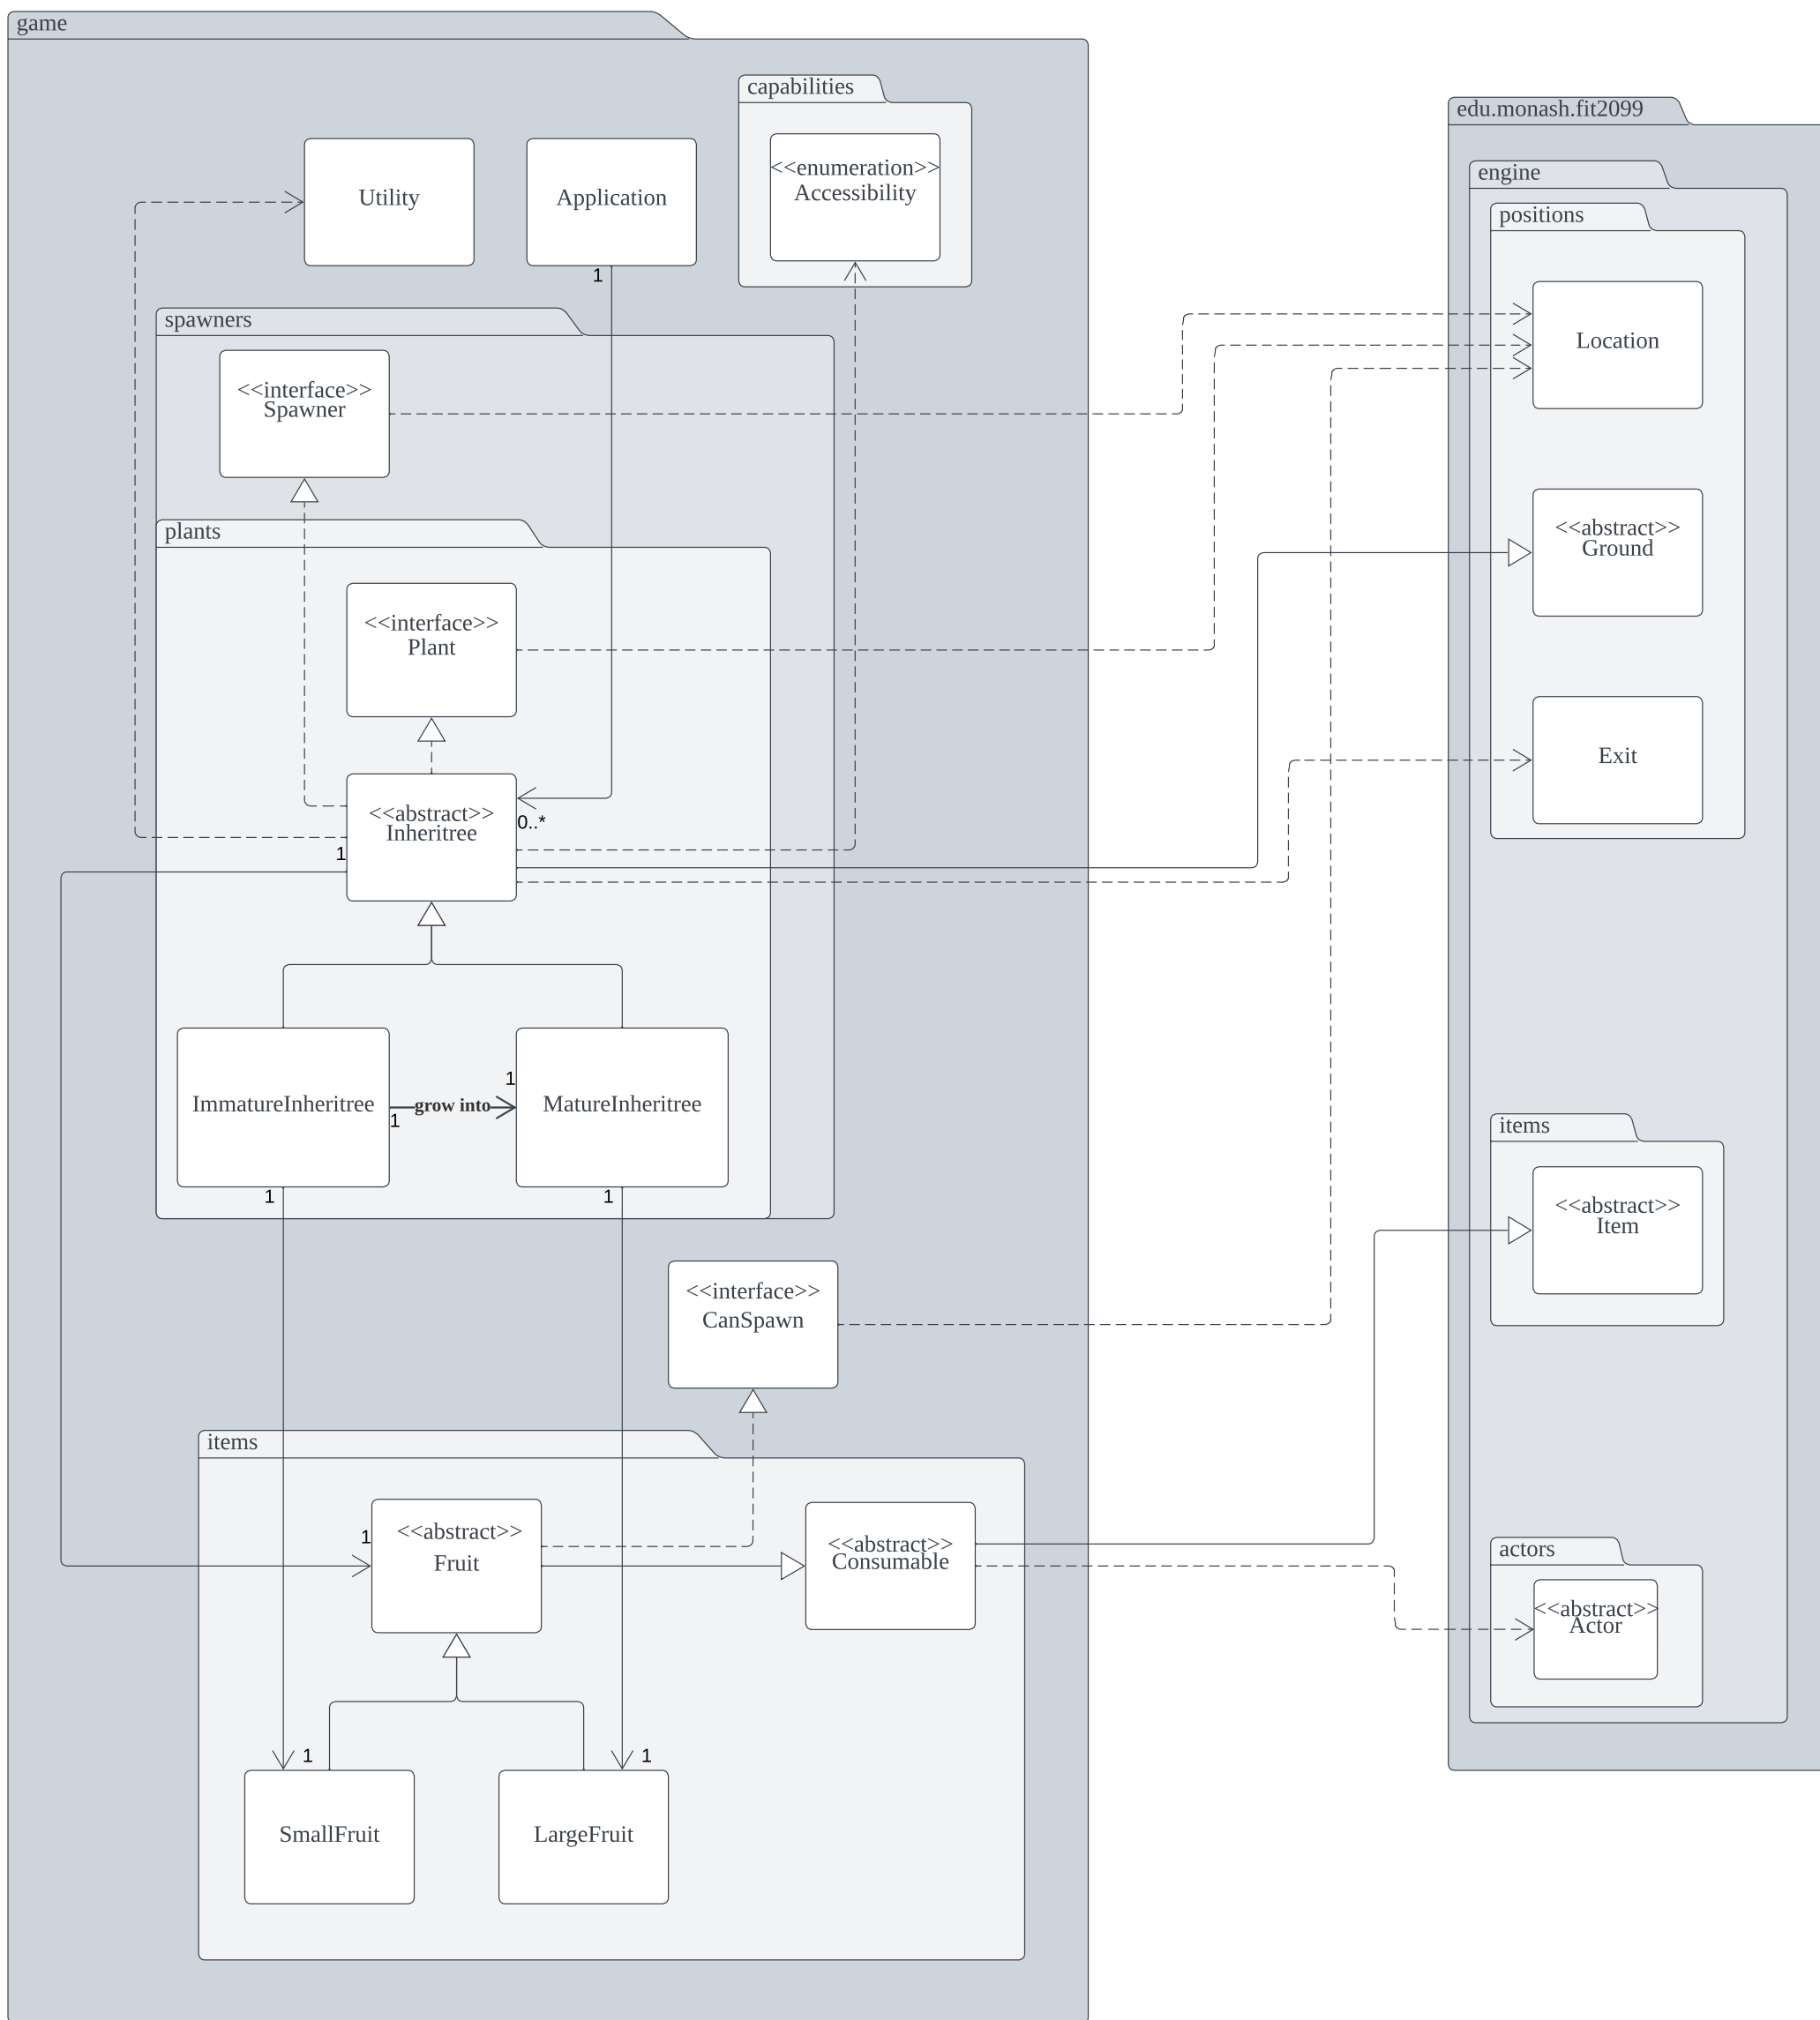 game
capabilities
<<enumeration>>
Accessibility
Utility
Application
1
spawners
<<interface>>
Spawner
plants
<<interface>>
Plant
<<abstract>>
Inheritree
0..*
1
ImmatureInheritree
1
grow into
1
MatureInheritree
1
1
<<interface>>
CanSpawn
items
1
<<abstract>>
Fruit
<<abstract>>
Consumable
1
1
SmallFruit
LargeFruit
edu.monash.fit2099
engine
positions
Location
<<abstract>>
Ground
Exit
items
<<abstract>>
Item
actors
<<abstract>>
Actor